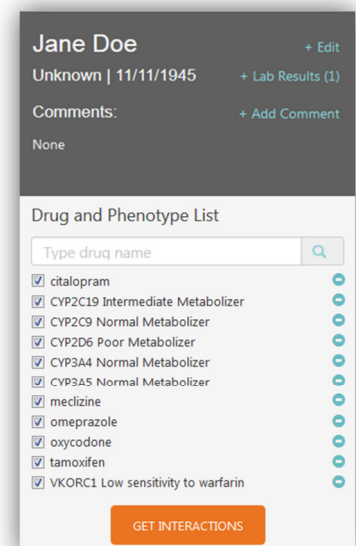 Jane Doe + Edit
Unknown | 11/11/1945 + Lab Results (1)
Comments: + Add Comment
None
Drug and Phenotype List
Type drug name
citalopram
CYP2C19 Intermediate Metabolizer
CYP2C9 Normal Metabolizer
CYP2D6 Poor Metabolizer
CYP3A4 Normal Metabolizer
CYP3A5 Normal Metabolizer
meclizine
omeprazole
oxycodone
tamoxifen
VKORC1 Low sensitivity to warfarin
GET INTERACTIONS